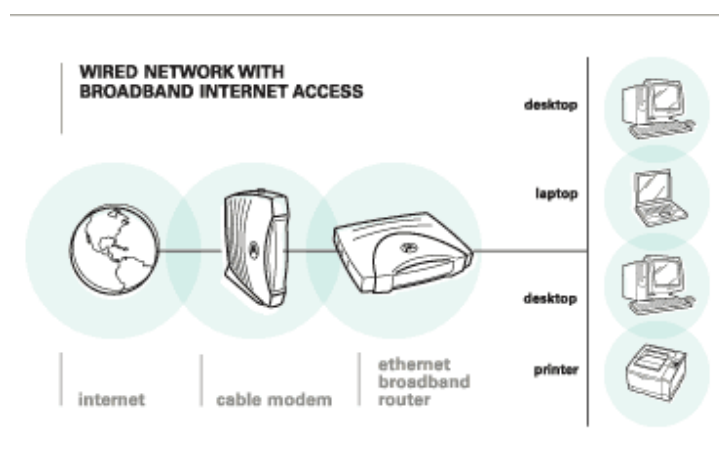 WIRED NETWORK WITH
BROADBAND INTERNET ACCESS
desktop
laptop
desktop
printer
internet
cable modem
ethernet
broadband
router